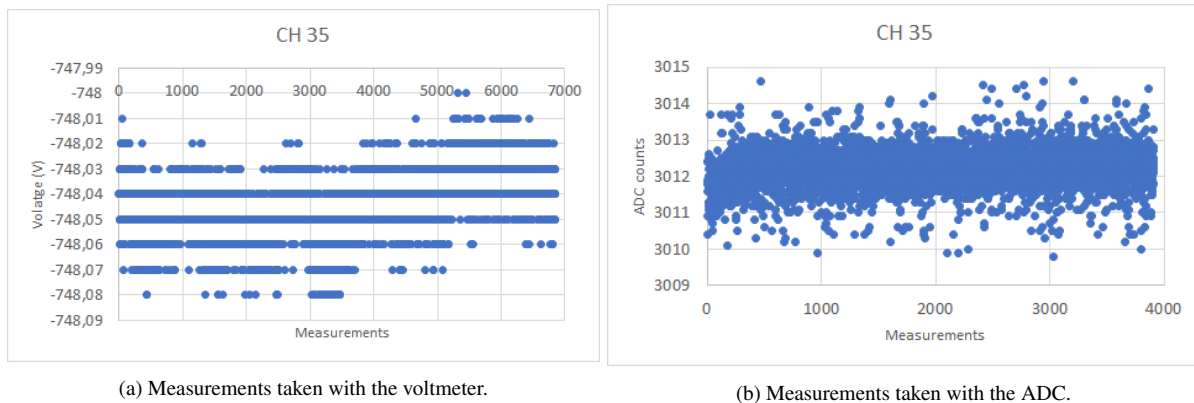 CH 35
-747,99
-748
0 1000 2000 3000 4000 5000 6000 7000
-748,01
-748,02
-748,03
-748,04
-748,05
-748,06
-748,07
-748,08
-748,09
Volatge (V)
Measurements
(a) Measurements taken with the voltmeter.
CH 35
3015
3014
3013
3012
3011
3010
3009
ADC counts
0 1000 2000 3000 4000
Measurements
(b) Measurements taken with the ADC.